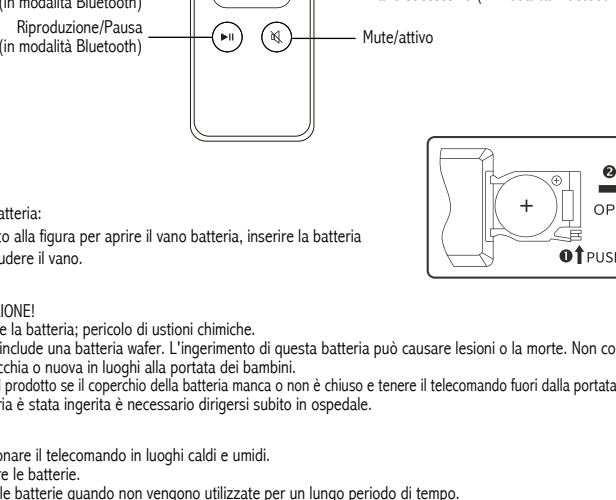 (in modalità Bluetooth)
Riproduzione/Pausa
(in modalità Bluetooth)
Mute/attivo
atteria:
to alla figura per aprire il vano batteria, inserire la batteria
udere il vano.
2
OP
1 PUSH
IONE!
e la batteria; pericolo di ustioni chimiche.
include una batteria wafer. L'ingerimento di questa batteria può causare lesioni o la morte. Non co
cchia o nuova in luoghi alla portata dei bambini.
l prodotto se il coperchio della batteria manca o non è chiuso e tenere il telecomando fuori dalla portata
ria è stata ingerita è necessario dirigersi subito in ospedale.
onare il telecomando in luoghi caldi e umidi.
re le batterie.
le batterie quando non vengono utilizzate per un lungo periodo di tempo.